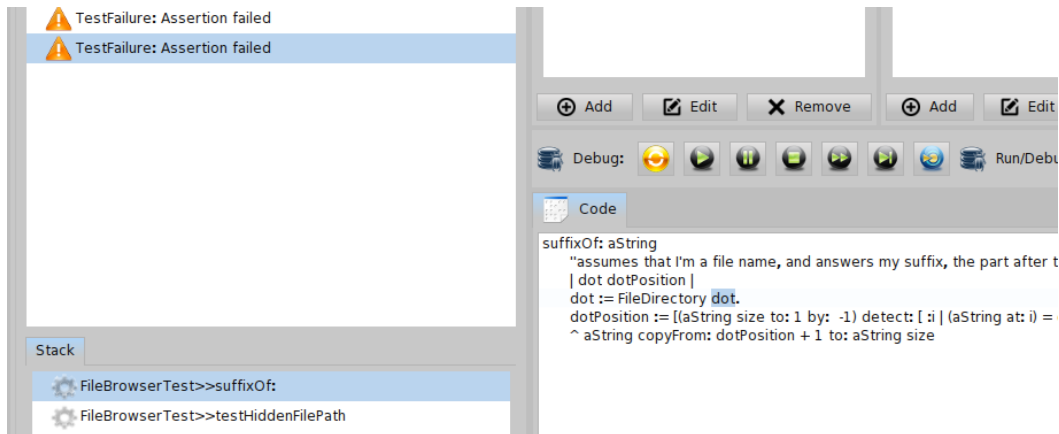 TestFailure: Assertion failed
TestFailure: Assertion failed
Stack
FileBrowserTest>>suffixOf:
FileBrowserTest>>testHiddenFilePath
Add Edit Remove Add Edit
Debug: Run/Debu
Code
suffixOf: aString
"assumes that I'm a file name, and answers my suffix, the part after t
| dot dotPosition |
dot := FileDirectory dot.
dotPosition := [(aString size to: 1 by: -1) detect: [ :i | (aString at: i) =
^ aString copyFrom: dotPosition + 1 to: aString size